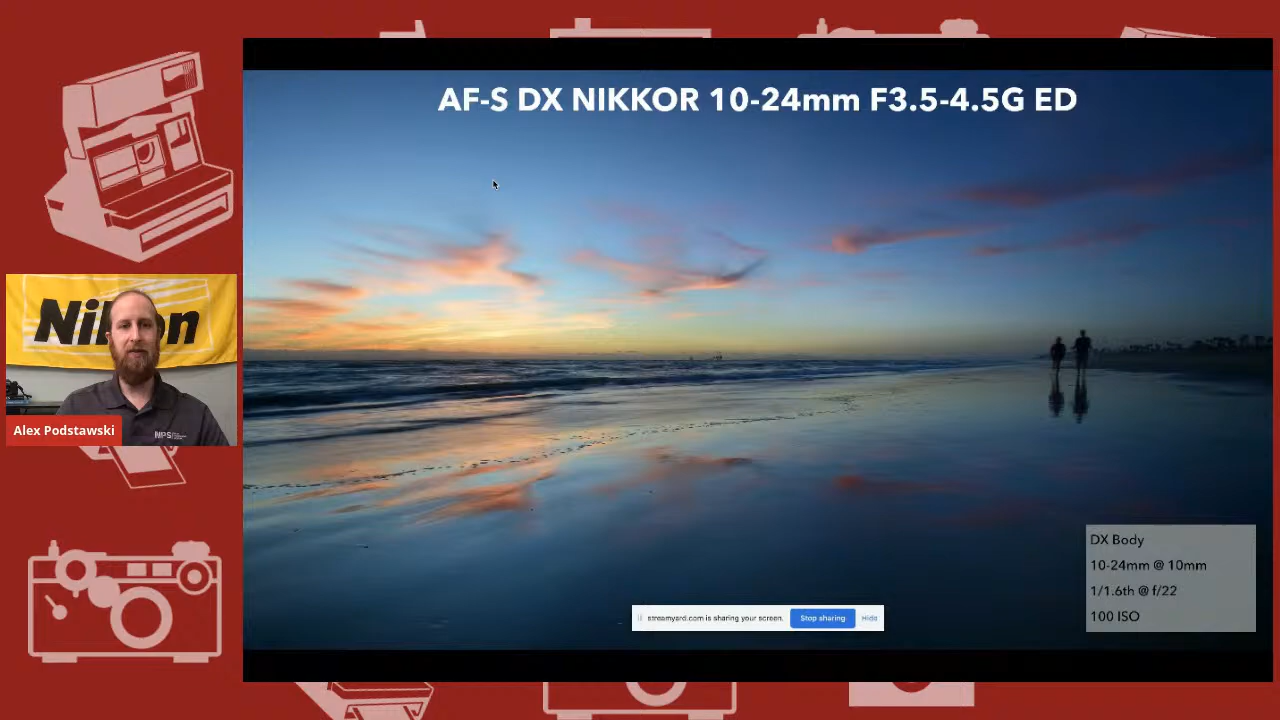 AF-S DX NIKKOR 10-24mm F3.5-4.5G ED
Nikon
NPS
Alex Podstawski
DX Body
10-24mm @ 10mm
1/1.6th @ f/22
100 ISO
streamyard.com is sharing your screen.
Stop sharing
Hide